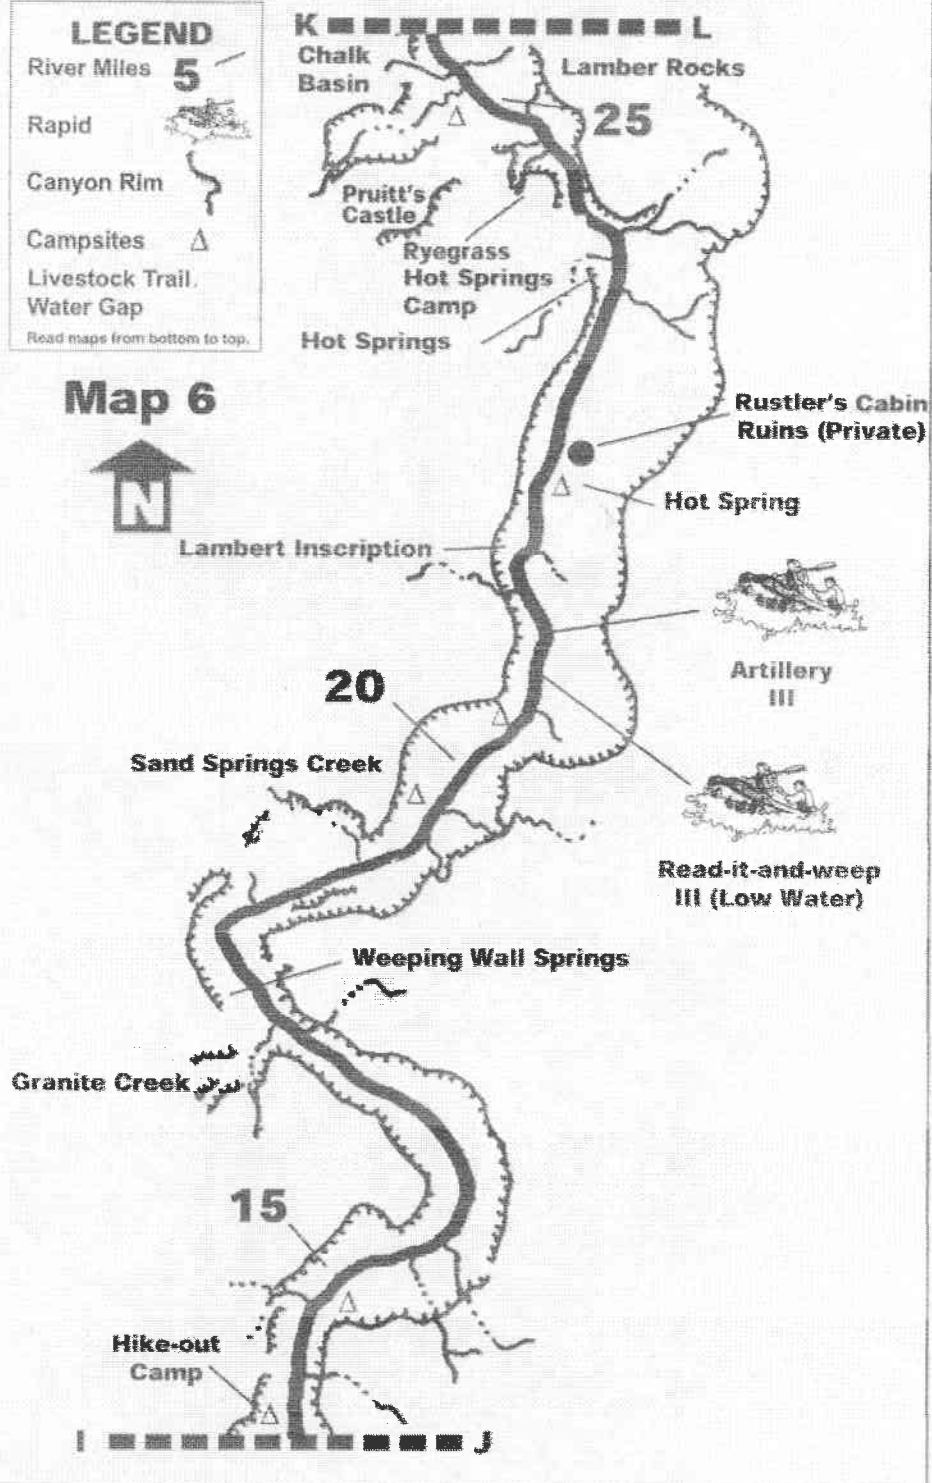 LEGEND
River Miles 5
Rapid
Canyon Rim
Campsites
Livestock Trail.
Water Gap
Read maps from bottom to top.
Map 6
N
K L
Chalk
Basin
Lamber Rocks
25
Pruitt's
Castle
Ryegrass
Hot Springs
Camp
Hot Springs
Rustler's Cabin
Ruins (Private)
Hot Spring
Lambert Inscription
Artillery
III
20
Sand Springs Creek
Read-it-and-weep
III (Low Water)
Weeping Wall Springs
Granite Creek
15
Hike-out
Camp
I J